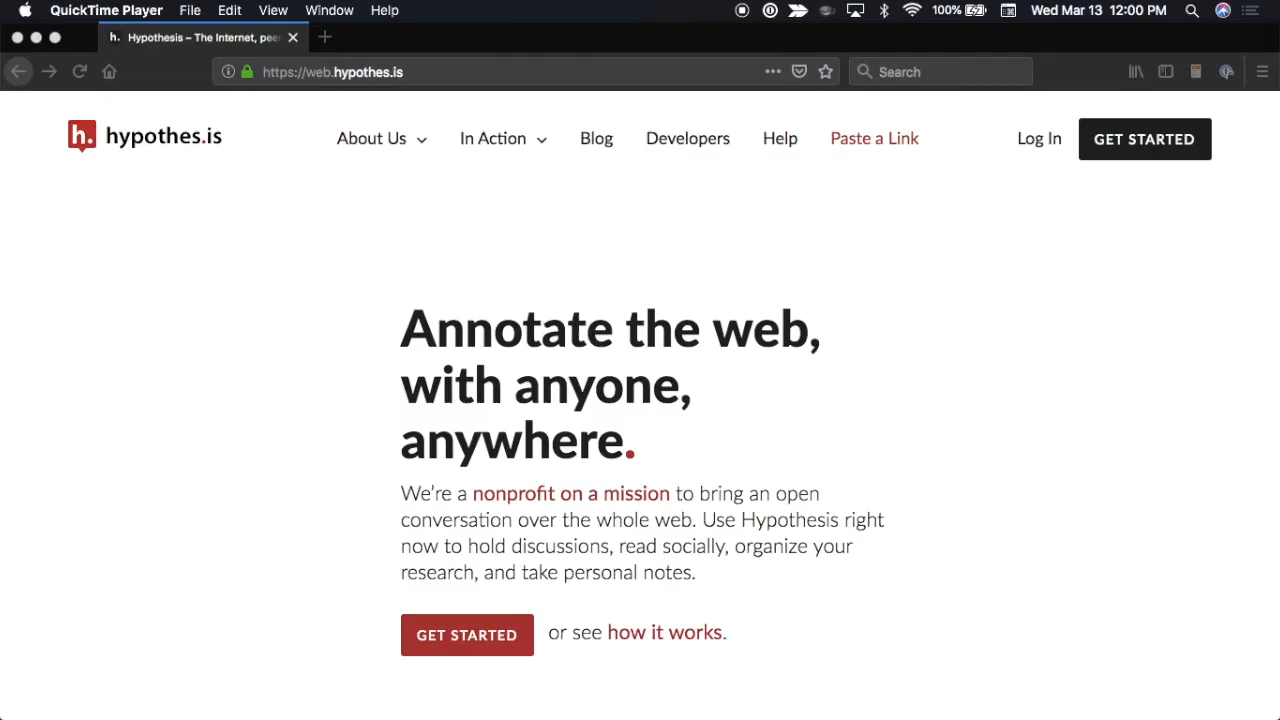 QuickTime Player File Edit View Window Help 100% Wed Mar 13 12:00 PM
h. Hypothesis – The Internet, peer
https://web.hypothes.is Search
h. hypothes.is About Us In Action Blog Developers Help Paste a Link Log In GET STARTED
Annotate the web,
with anyone,
anywhere.
We're a nonprofit on a mission to bring an open
conversation over the whole web. Use Hypothesis right
now to hold discussions, read socially, organize your
research, and take personal notes.
GET STARTED or see how it works.